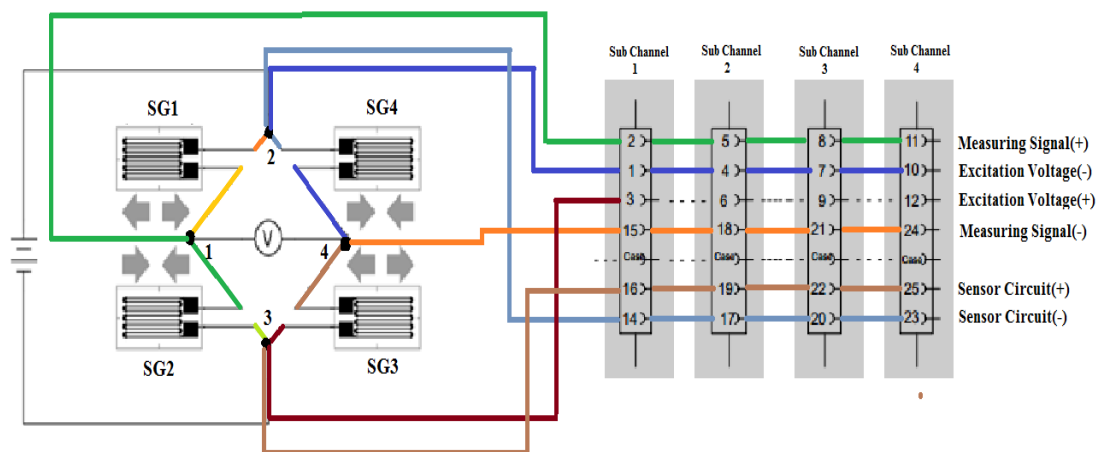 Sub Channel
1
Sub Channel
2
Sub Channel
3
Sub Channel
4
SG1
SG4
2
V
1
4
3
SG2
SG3
2 5 8 11 Measuring Signal(+)
1 4 7 10 Excitation Voltage(-)
3 6 9 12 Excitation Voltage(+)
15 18 21 24 Measuring Signal(-)
Case Case Case Case
16 19 22 25 Sensor Circuit(+)
14 17 20 23 Sensor Circuit(-)